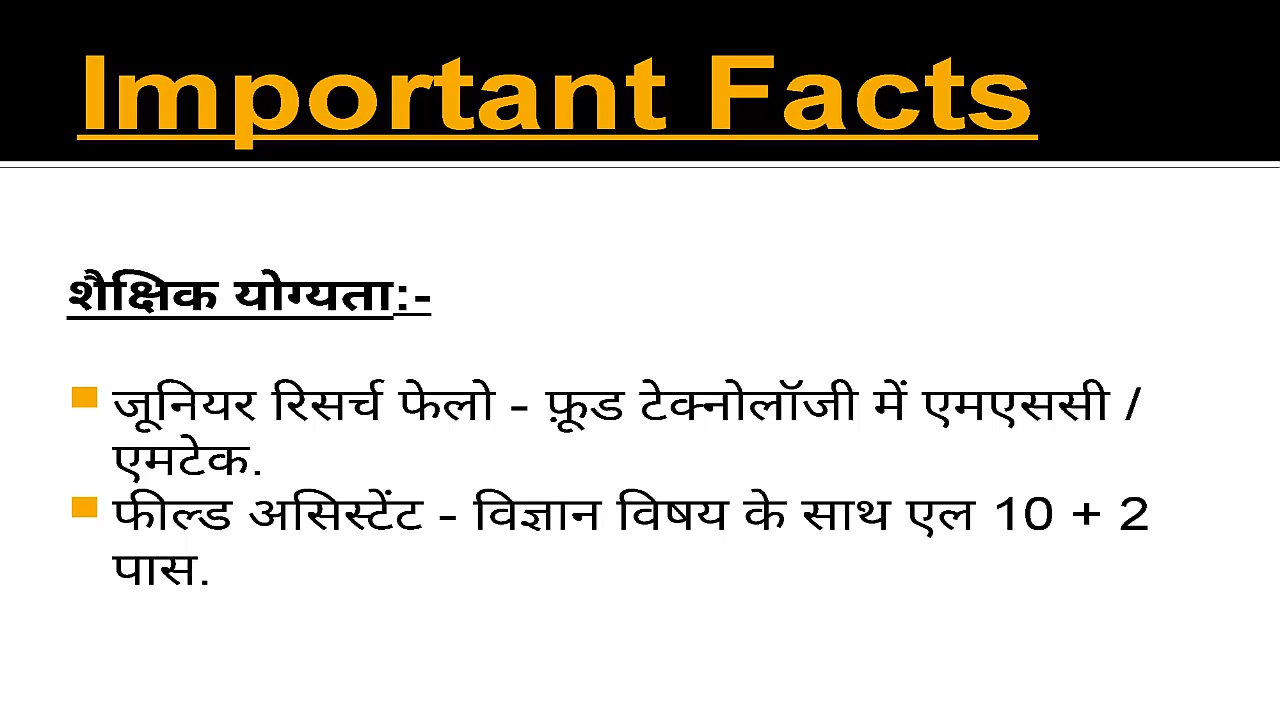 Important Facts
शैक्षिक योग्यता:-
जूनियर रिसर्च फेलो - फ़ूड टेक्नोलॉजी में एमएससी /
एमटेक.
फील्ड असिस्टेंट - विज्ञान विषय के साथ एल 10 + 2
पास.